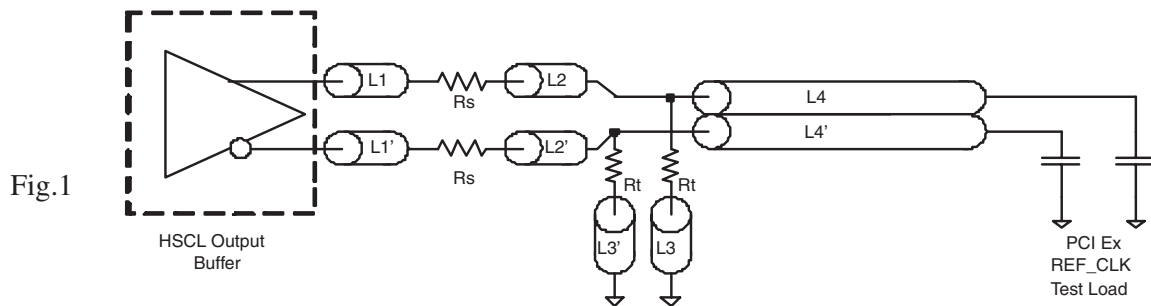 L1
Rs
L2
L4
L1'
Rs
L2'
L4'
Fig.1
Rt
Rt
L3'
L3
HSCL Output
Buffer
PCI Ex
REF_CLK
Test Load